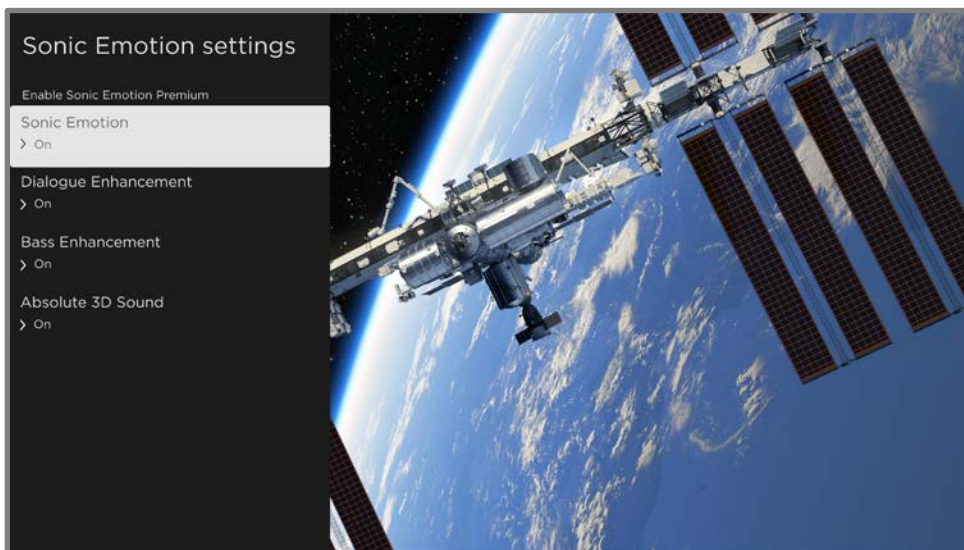 Sonic Emotion settings
Enable Sonic Emotion Premium
Sonic Emotion
On
Dialogue Enhancement
On
Bass Enhancement
On
Absolute 3D Sound
On